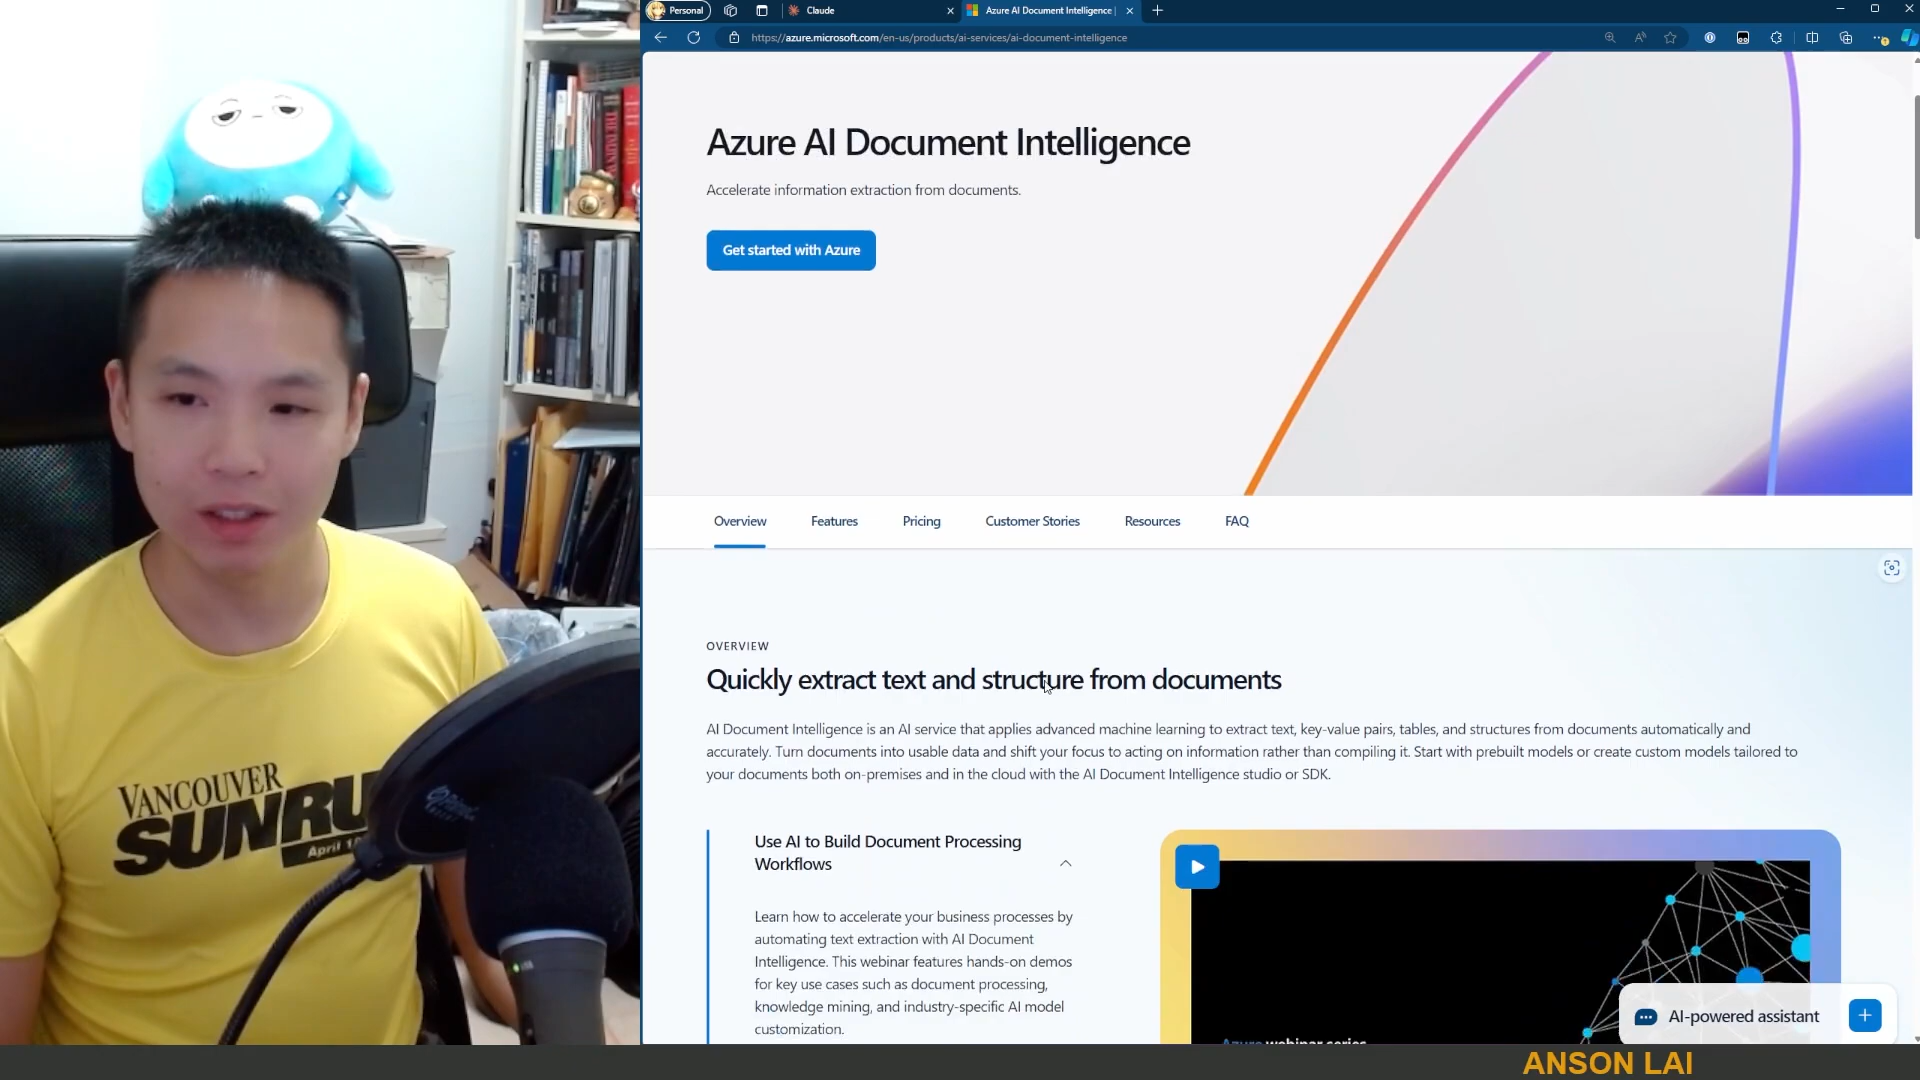 Personal
Claude
Azure AI Document Intelligence |
https://azure.microsoft.com/en-us/products/ai-services/ai-document-intelligence
Azure AI Document Intelligence
Accelerate information extraction from documents.
Get started with Azure
Overview
Features
Pricing
Customer Stories
Resources
FAQ
OVERVIEW
Quickly extract text and structure from documents
AI Document Intelligence is an AI service that applies advanced machine learning to extract text, key-value pairs, tables, and structures from documents automatically and
accurately. Turn documents into usable data and shift your focus to acting on information rather than compiling it. Start with prebuilt models or create custom models tailored to
your documents both on-premises and in the cloud with the AI Document Intelligence studio or SDK.
Use AI to Build Document Processing
Workflows
Learn how to accelerate your business processes by
automating text extraction with AI Document
Intelligence. This webinar features hands-on demos
for key use cases such as document processing,
knowledge mining, and industry-specific AI model
customization.
Azure webinar series
AI-powered assistant
VANCOUVER
SUNRU
April 1
ANSON LAI